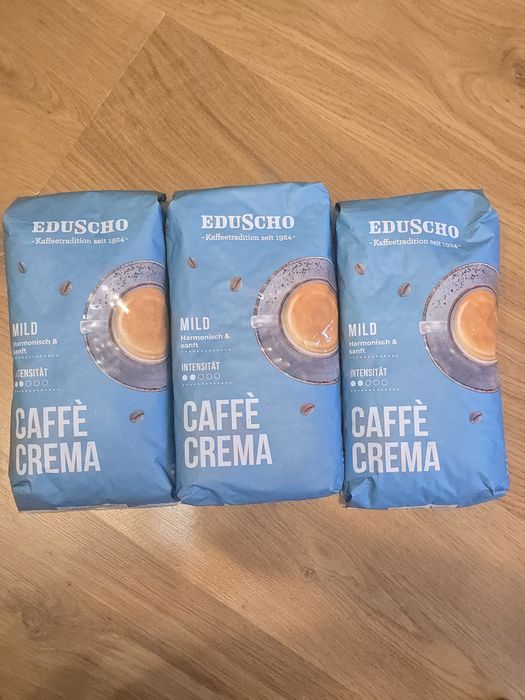 EDUSCHO
-Kaffeetradition seit 1924-
MILD
Harmonisch &
sanft
INTENSITÄT
CAFFÈ
CREMA
EDUSCHO
-Kaffeetradition seit 1924-
MILD
Harmonisch &
sanft
INTENSITÄT
CAFFÈ
CREMA
EDUSCHO
-Kaffeetradition seit 1924-
MILD
Harmonisch &
sanft
INTENSITÄT
CAFFÈ
CREMA